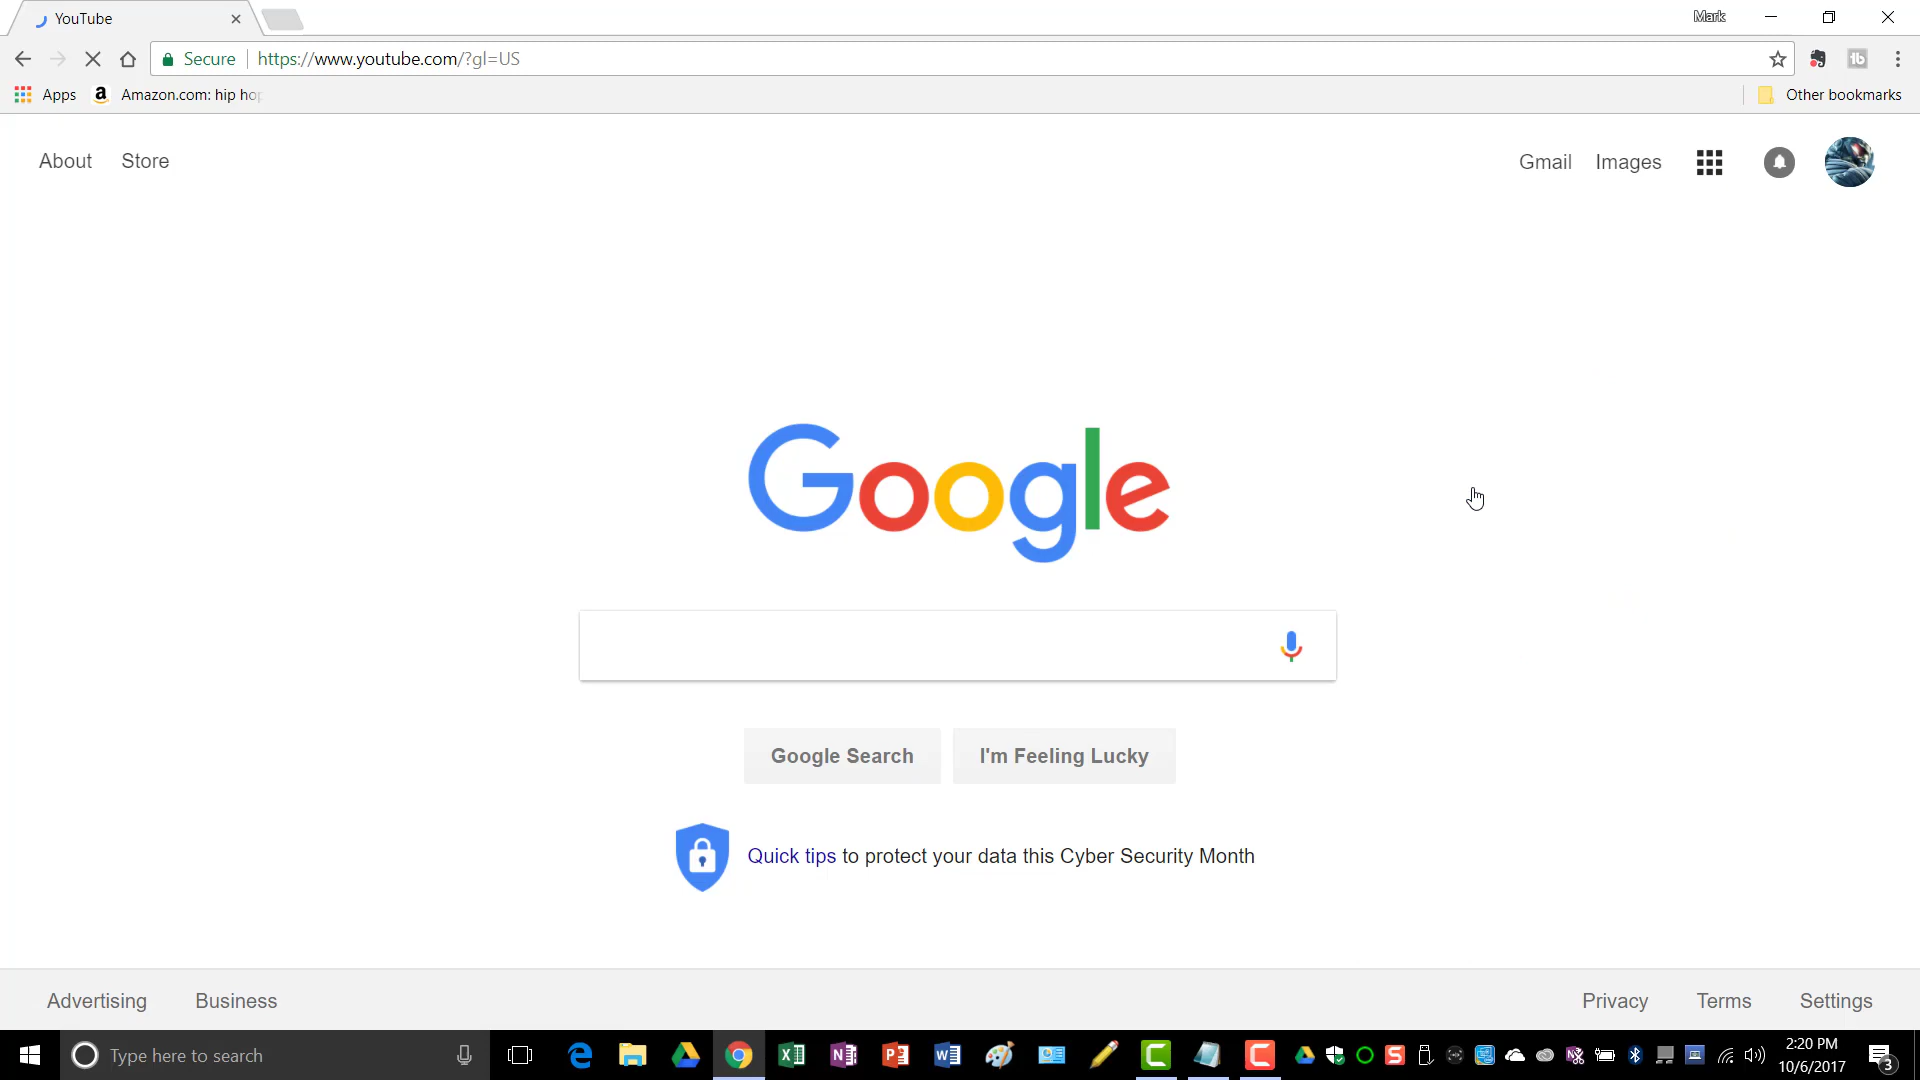 YouTube
Mark
Secure https://www.youtube.com/?gl=US
Apps Amazon.com: hip hop
Other bookmarks
About Store
Gmail Images
Google
Google Search I'm Feeling Lucky
Quick tips to protect your data this Cyber Security Month
Advertising Business
Privacy Terms Settings
Type here to search
2:20 PM
10/6/2017
3